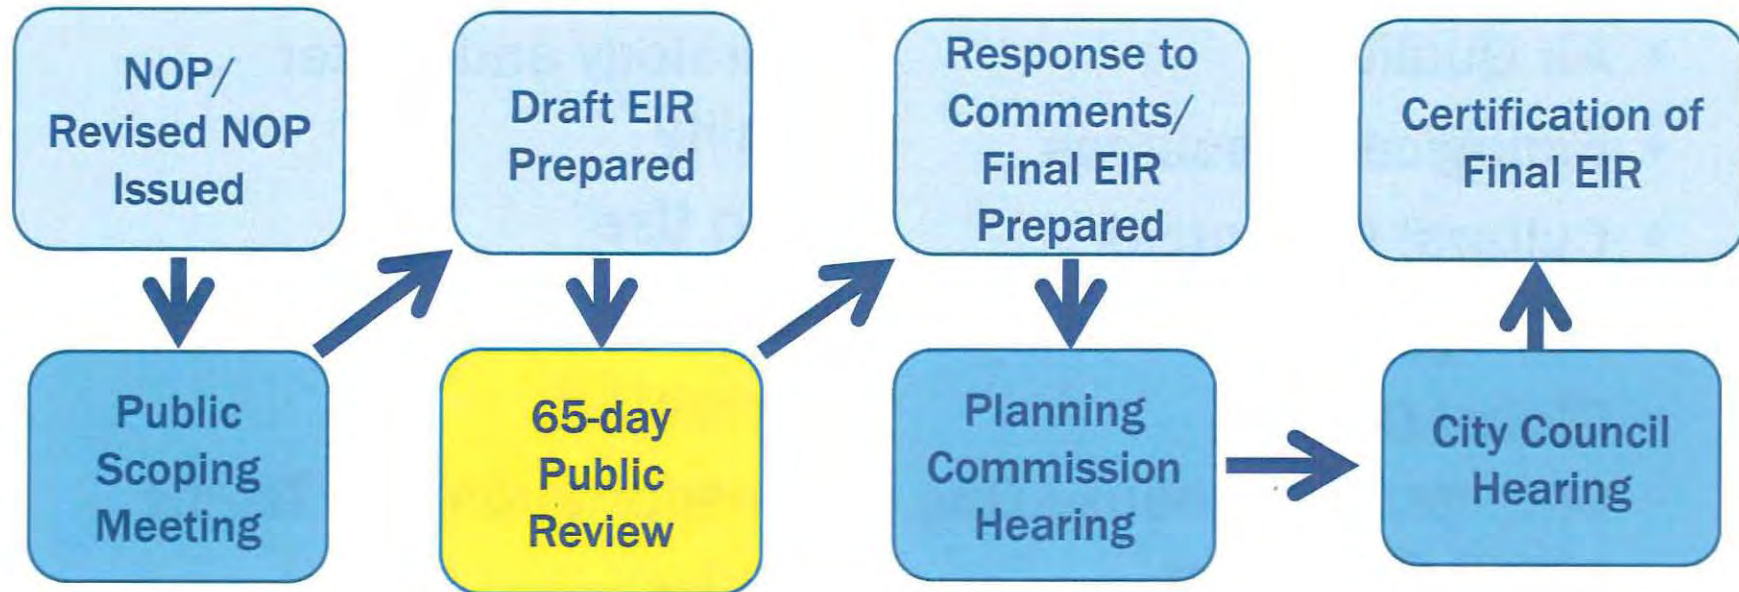 NOP/
Revised NOP
Issued
Public
Scoping
Meeting
Draft EIR
Prepared
65-day
Public
Review
Response to
Comments/
Final EIR
Prepared
Planning
Commission
Hearing
City Council
Hearing
Certification of
Final EIR